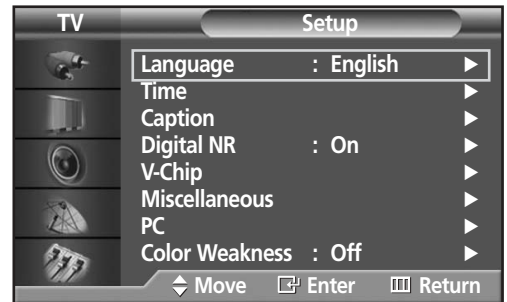 TV Setup
Language : English
Time
Caption
Digital NR : On
V-Chip
Miscellaneous
PC
Color Weakness : Off
Move Enter Return